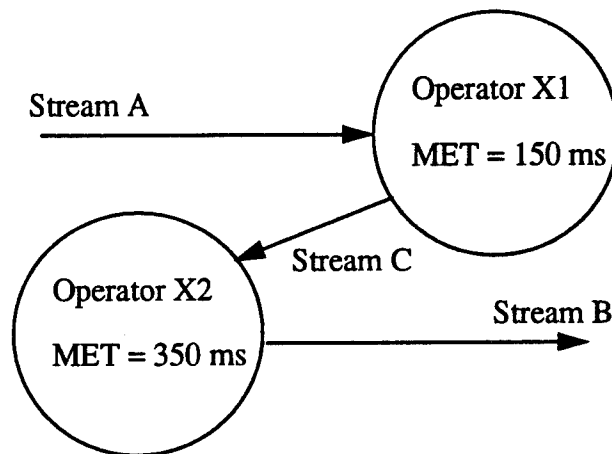 Stream A
Operator X1
MET = 150 ms
Stream C
Operator X2
MET = 350 ms
Stream B